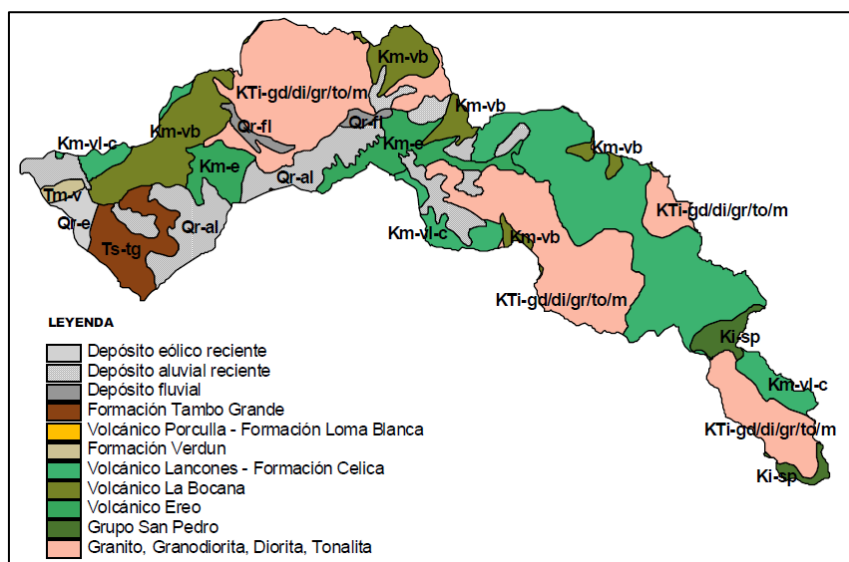 Km-vb
KTi-gd/di/gr/to/m
Km-vb
Km-vb
Qr-fl
Qr-fl
Km-vl-c
Km-e
Km-vb
Km-e
Qr-al
Tm-v
Qr-e
Qr-al
KTi-gd/di/gr/to/m
Ts-tg
Km-vl-c
Km-vb
KTi-gd/di/gr/to/m
Ki-sp
Km-vl-c
KTi-gd/di/gr/to/m
Ki-sp
LEYENDA
Depósito eólico reciente
Depósito aluvial reciente
Depósito fluvial
Formación Tambo Grande
Volcánico Porculla - Formación Loma Blanca
Formación Verdun
Volcánico Lancones - Formación Celica
Volcánico La Bocana
Volcánico Ereo
Grupo San Pedro
Granito, Granodiorita, Diorita, Tonalita